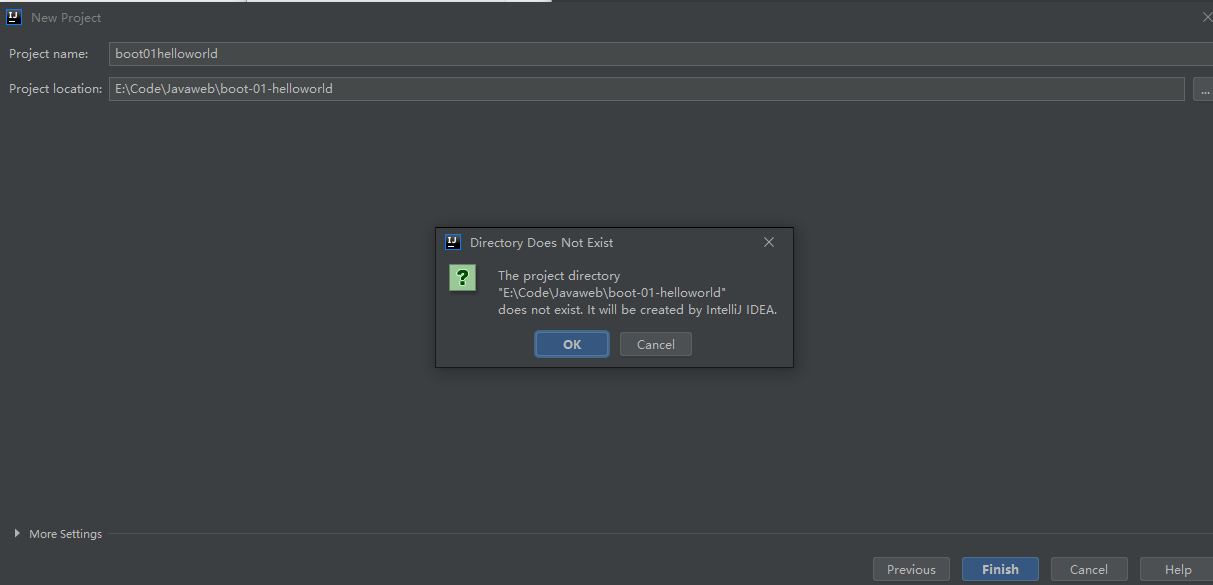 New Project
Project name: boot01helloworld
Project location: E:\Code\Javaweb\boot-01-helloworld ...
Directory Does Not Exist
The project directory
"E:\Code\Javaweb\boot-01-helloworld"
does not exist. It will be created by IntelliJ IDEA.
OK Cancel
More Settings
Previous Finish Cancel Help